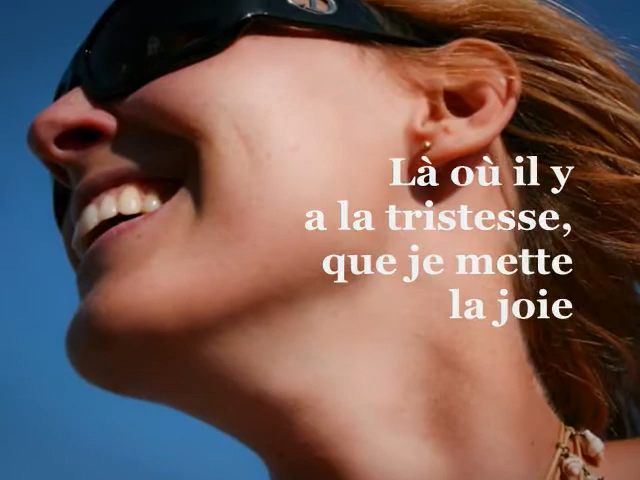 Là où il y
a la tristesse,
que je mette
la joie